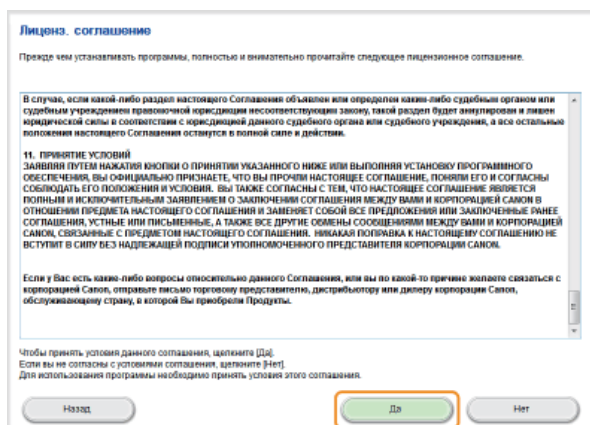 Лиценз. соглашение
Прежде чем устанавливать программы, полностью и внимательно прочитайте следующее лицензионное соглашение.
В случае, если какой-либо раздел настоящего Соглашения объявлен или определен каким-либо судебным органом или
судебным учреждением правомочной юрисдикции несоответствующим закону, такой раздел будет аннулирован и лишен
юридической силы в соответствии с юрисдикцией данного судебного органа или судебного учреждения, а все остальные
положения настоящего Соглашения останутся в полной силе и действии.
11. ПРИНЯТИЕ УСЛОВИЙ
ЗАЯВЛЯЯ ПУТЕМ НАЖАТИЯ КНОПКИ О ПРИНЯТИИ УКАЗАННОГО НИЖЕ ИЛИ ВЫПОЛНЯЯ УСТАНОВКУ ПРОГРАММНОГО
ОБЕСПЕЧЕНИЯ, ВЫ ОФИЦИАЛЬНО ПРИЗНАЕТЕ, ЧТО ВЫ ПРОЧЛИ НАСТОЯЩЕЕ СОГЛАШЕНИЕ, ПОНЯЛИ ЕГО И СОГЛАСНЫ
СОБЛЮДАТЬ ЕГО ПОЛОЖЕНИЯ И УСЛОВИЯ. ВЫ ТАКЖЕ СОГЛАСНЫ С ТЕМ, ЧТО НАСТОЯЩЕЕ СОГЛАШЕНИЕ ЯВЛЯЕТСЯ
ПОЛНЫМ И ИСКЛЮЧИТЕЛЬНЫМ ЗАЯВЛЕНИЕМ О ЗАКЛЮЧЕНИИ СОГЛАШЕНИЯ МЕЖДУ ВАМИ И КОРПОРАЦИЕЙ CANON В
ОТНОШЕНИИ ПРЕДМЕТА НАСТОЯЩЕГО СОГЛАШЕНИЯ И ЗАМЕНЯЕТ СОБОЙ ВСЕ ПРЕДЛОЖЕНИЯ ИЛИ ЗАКЛЮЧЕННЫЕ РАНЕЕ
СОГЛАШЕНИЯ, УСТНЫЕ ИЛИ ПИСЬМЕННЫЕ, А ТАКЖЕ ВСЕ ДРУГИЕ ОБМЕНЫ СООБЩЕНИЯМИ МЕЖДУ ВАМИ И КОРПОРАЦИЕЙ
CANON, СВЯЗАННЫЕ С ПРЕДМЕТОМ НАСТОЯЩЕГО СОГЛАШЕНИЯ. НИКАКАЯ ПОПРАВКА К НАСТОЯЩЕМУ СОГЛАШЕНИЮ НЕ
ВСТУПИТ В СИЛУ БЕЗ НАДЛЕЖАЩЕЙ ПОДПИСИ УПОЛНОМОЧЕННОГО ПРЕДСТАВИТЕЛЯ КОРПОРАЦИИ CANON.
Если у Вас есть какие-либо вопросы относительно данного Соглашения, или вы по какой-то причине желаете связаться с
корпорацией Canon, отправьте письмо торговому представителю, дистрибьютору или дилеру корпорации Canon,
обслуживающему страну, в которой Вы приобрели Продукты.
Чтобы принять условия данного соглашения, щелкните [Да].
Если вы не согласны с условиями соглашения, щелкните [Нет].
Для использования программы необходимо принять условия этого соглашения.
Назад Да Нет